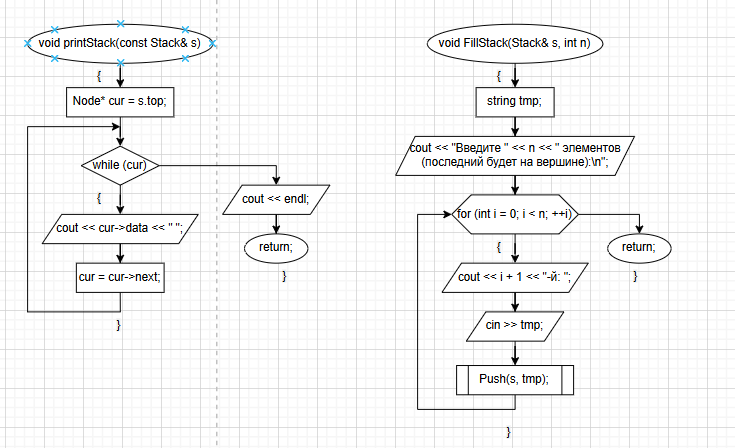 void printStack(const Stack& s)
{
Node* cur = s.top;
while (cur)
{
cout << cur->data << " ";
cur = cur->next;
}
cout << endl;
return;
}
void FillStack(Stack& s, int n)
{
string tmp;
cout << "Введите " << n << " элементов
(последний будет на вершине):\n";
for (int i = 0; i < n; ++i)
{
cout << i + 1 << "-й: ";
cin >> tmp;
Push(s, tmp);
}
return;
}